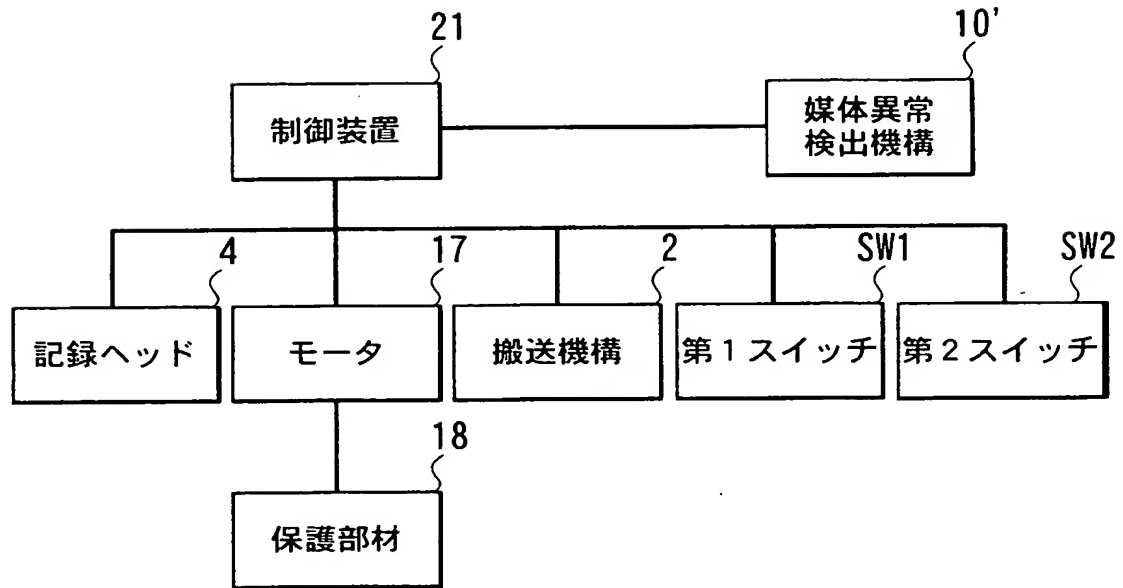 21
制御装置
10'
媒体異常
検出機構
4
記録ヘッド
17
モータ
2
搬送機構
SW1
第1スイッチ
SW2
第2スイッチ
18
保護部材